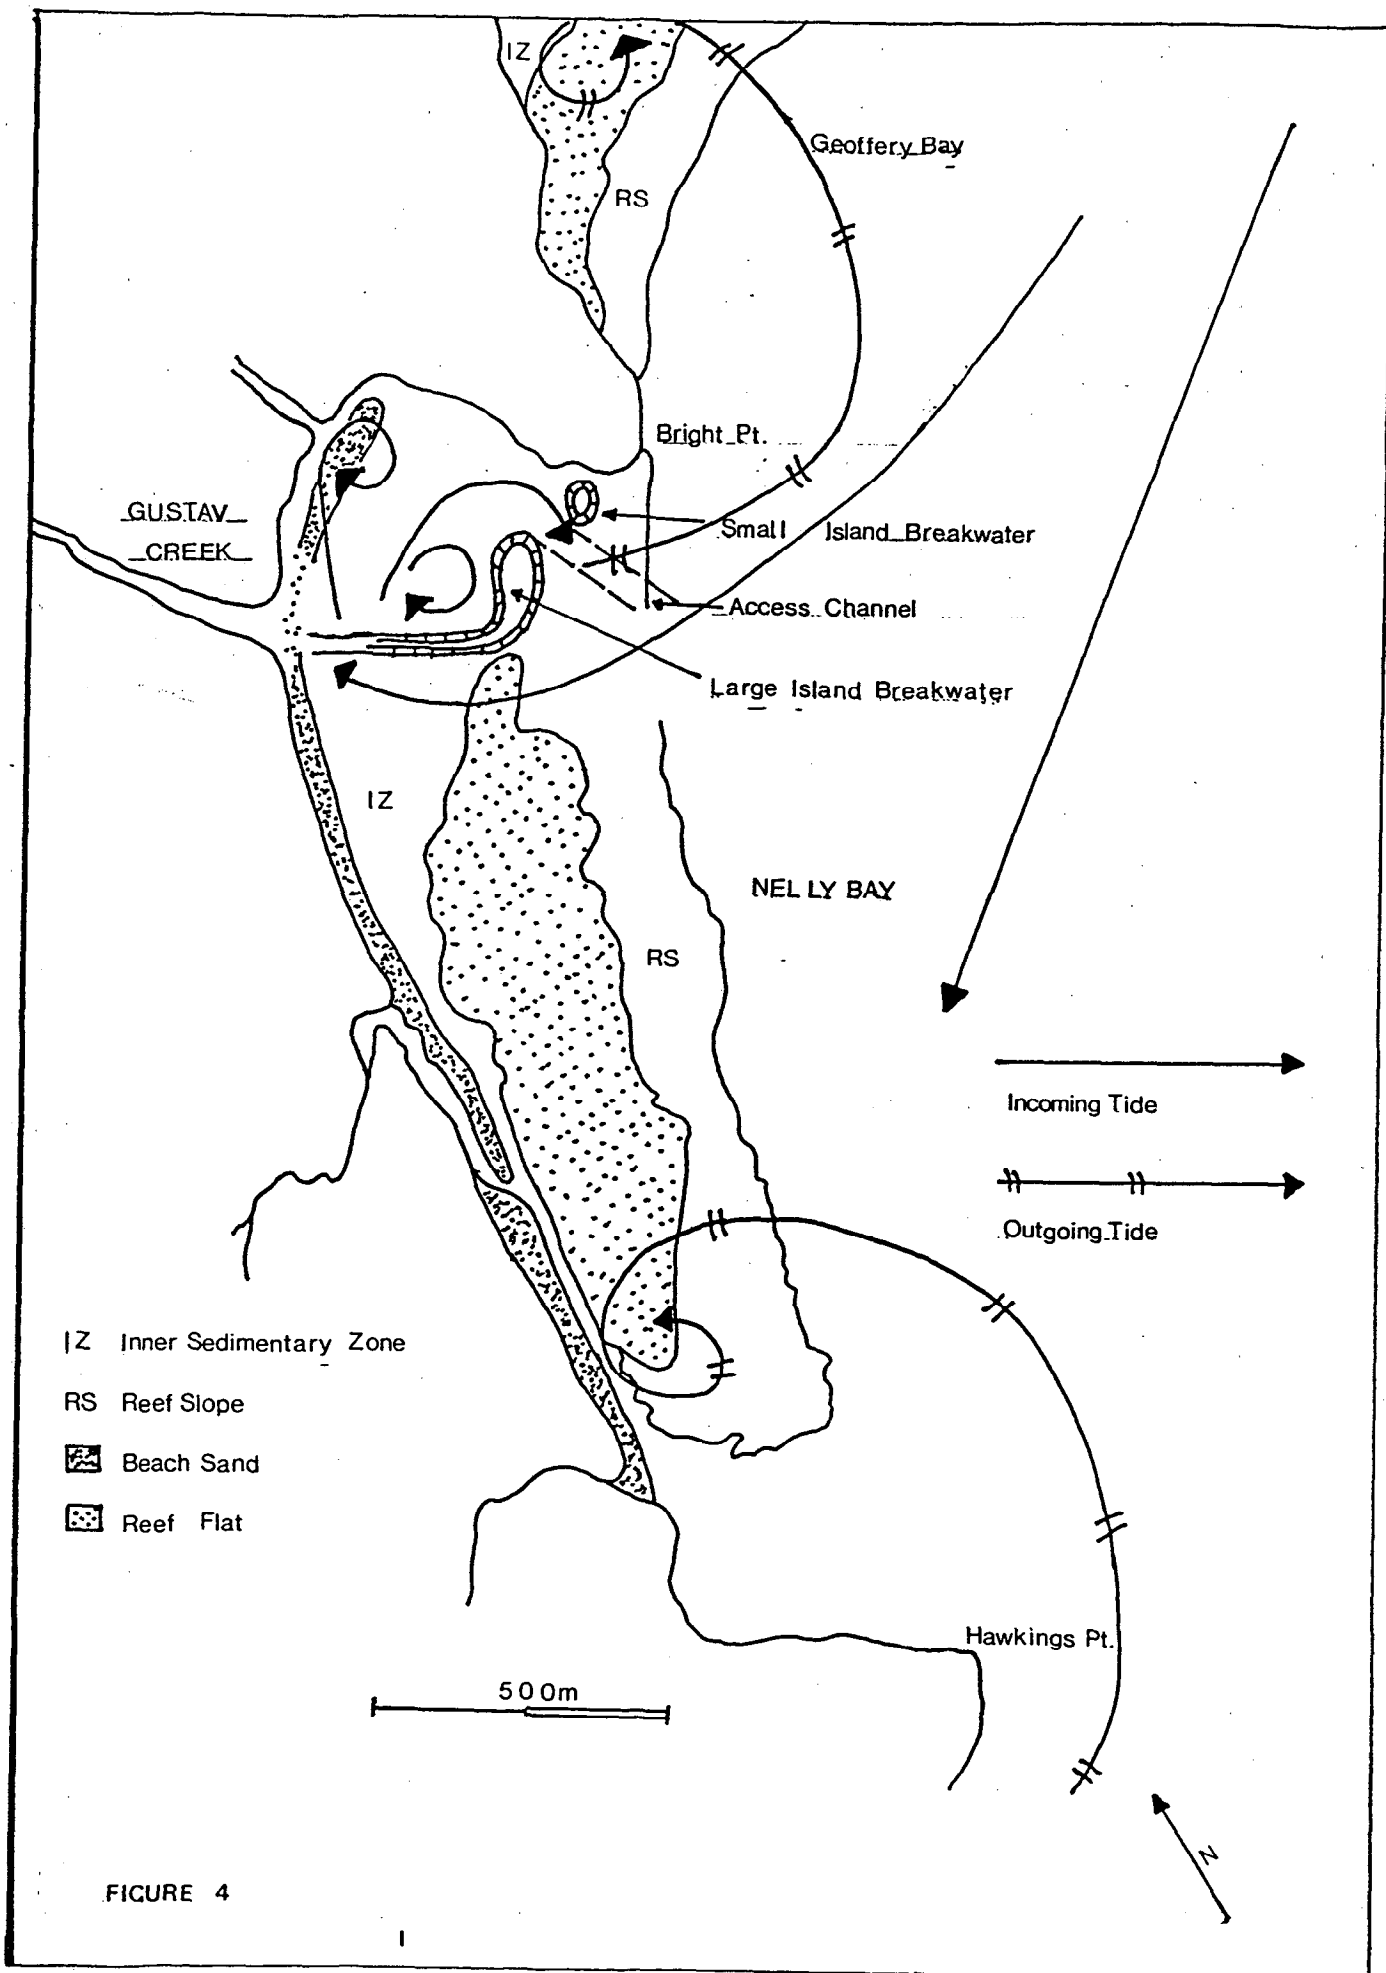 IZ
Geoffery Bay
RS
Bright Pt.
GUSTAV
CREEK
Small Island Breakwater
Access Channel
Large Island Breakwater
IZ
NELLY BAY
RS
Incoming Tide
Outgoing Tide
IZ Inner Sedimentary Zone
RS Reef Slope
Beach Sand
Reef Flat
Hawkings Pt.
500m
N
FIGURE 4